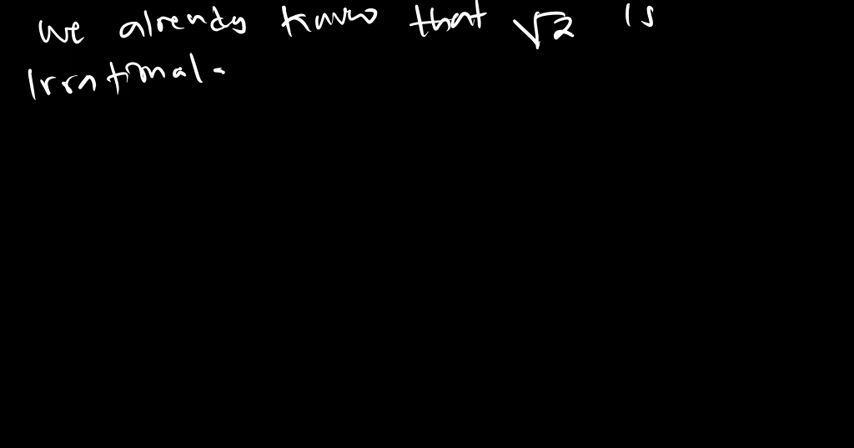 we already know that √2 is
irrational.